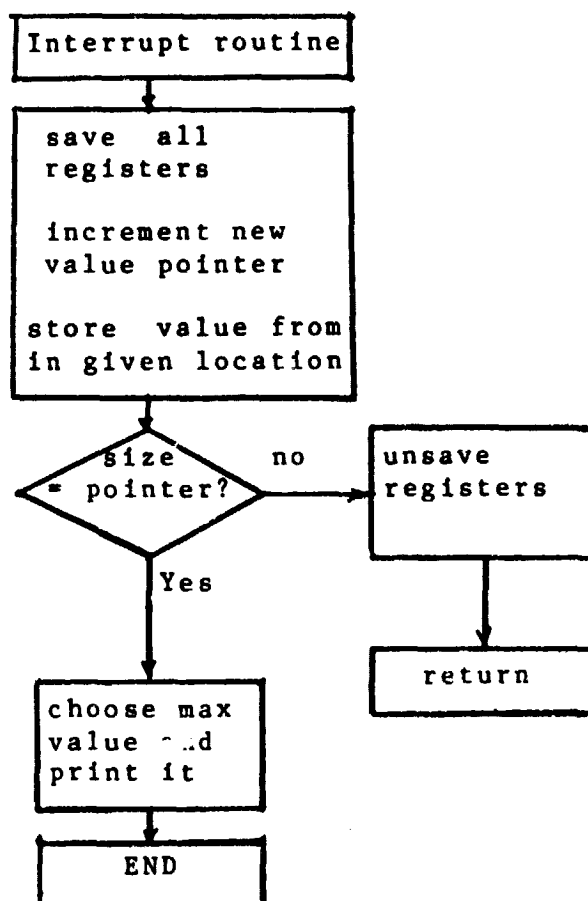 Interrupt routine
save all
registers
increment new
value pointer
store value from
in given location
size
= pointer?
no
unsave
registers
Yes
return
choose max
value and
print it
END